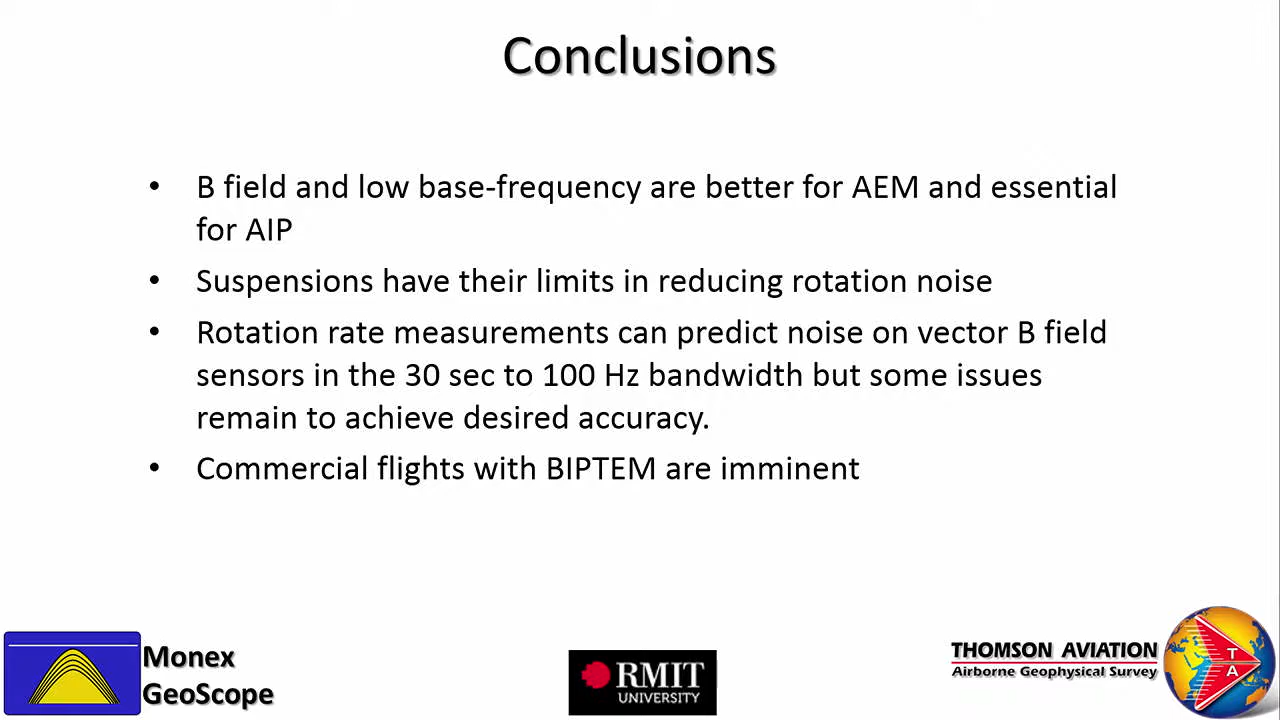 Conclusions
• B field and low base-frequency are better for AEM and essential
for AIP
• Suspensions have their limits in reducing rotation noise
• Rotation rate measurements can predict noise on vector B field
sensors in the 30 sec to 100 Hz bandwidth but some issues
remain to achieve desired accuracy.
• Commercial flights with BIPTEM are imminent
Monex
GeoScope
RMIT
UNIVERSITY
THOMSON AVIATION
Airborne Geophysical Survey
T
A